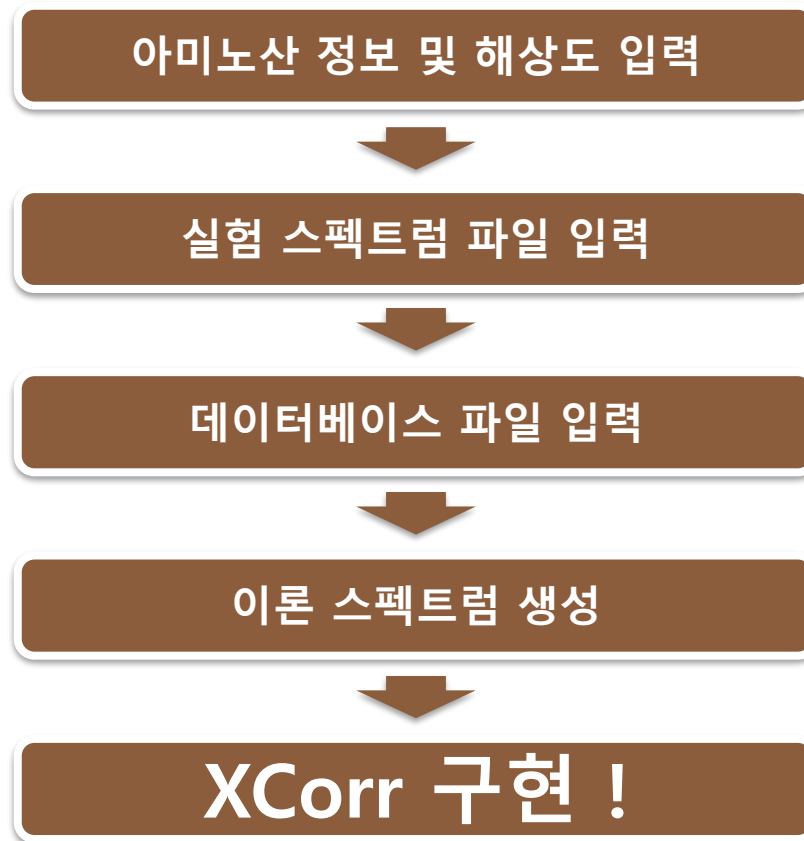 아미노산 정보 및 해상도 입력
실험 스펙트럼 파일 입력
데이터베이스 파일 입력
이론 스펙트럼 생성
XCorr 구현 !